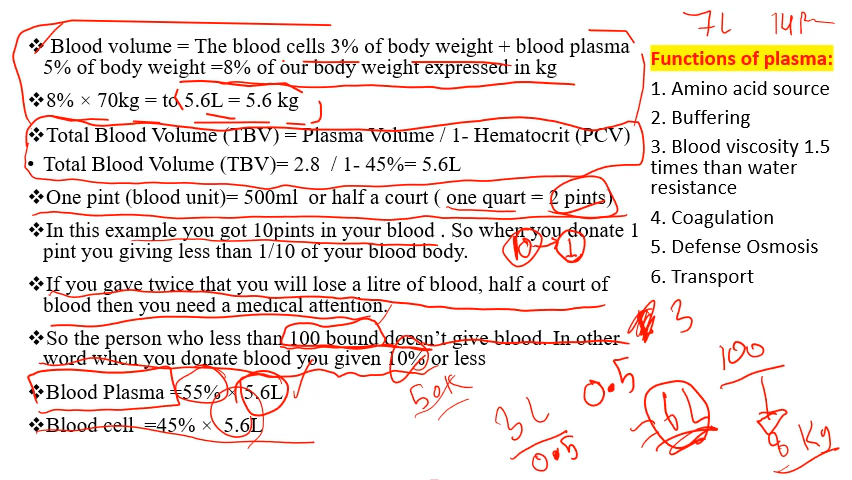 ❖ Blood volume = The blood cells 3% of body weight + blood plasma
5% of body weight =8% of our body weight expressed in kg
❖8% × 70kg = to 5.6L = 5.6 kg
❖Total Blood Volume (TBV) = Plasma Volume / 1- Hematocrit (PCV)
• Total Blood Volume (TBV)= 2.8 / 1- 45%= 5.6L
❖One pint (blood unit)= 500ml or half a court ( one quart = 2 pints)
❖In this example you got 10pints in your blood . So when you donate 1
pint you giving less than 1/10 of your blood body.
❖If you gave twice that you will lose a litre of blood, half a court of
blood then you need a medical attention.
❖So the person who less than 100 bound doesn't give blood. In other
word when you donate blood you given 10% or less
❖Blood Plasma =55% × 5.6L
❖Blood cell =45% × 5.6L
7L
Functions of plasma:
1. Amino acid source
2. Buffering
3. Blood viscosity 1.5
times than water
resistance
4. Coagulation
5. Defense Osmosis
6. Transport
10
1
3
100
0.5
6L
3L
0.5
Kg